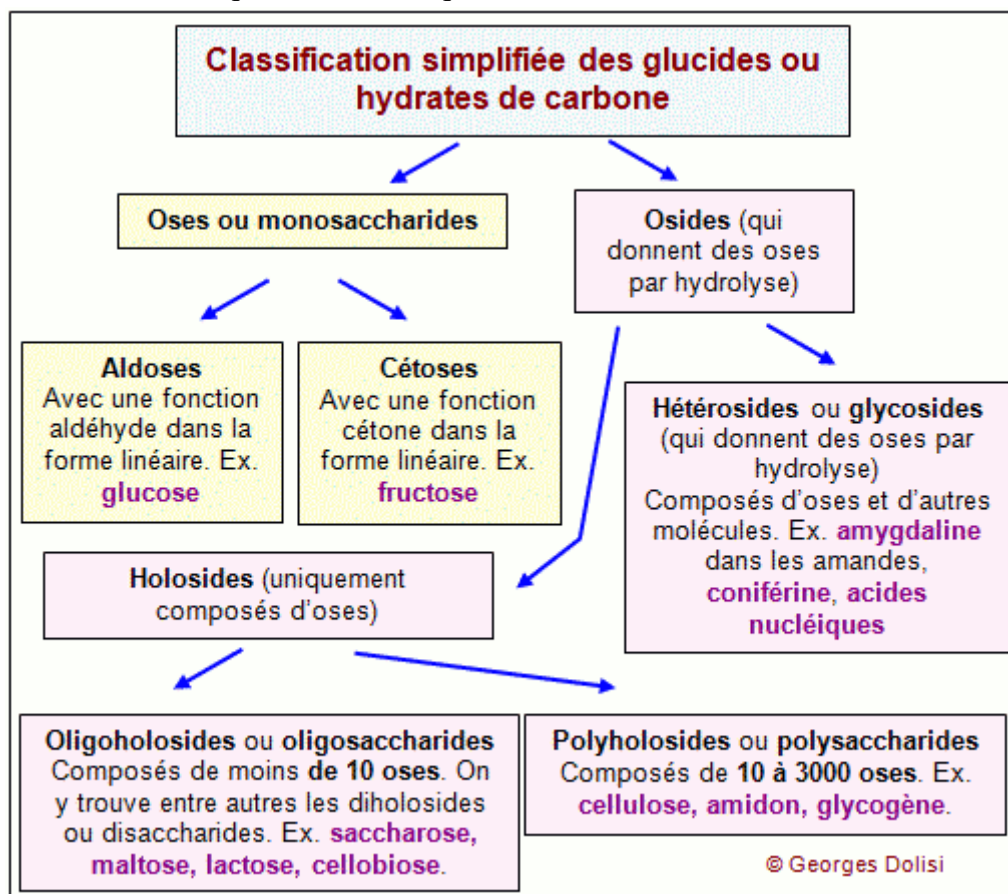 Classification simplifiée des glucides ou
hydrates de carbone
Oses ou monosaccharides
Osides (qui
donnent des oses
par hydrolyse)
Aldoses
Avec une fonction
aldéhyde dans la
forme linéaire. Ex.
glucose
Cétoses
Avec une fonction
cétone dans la
forme linéaire. Ex.
fructose
Hétérosides ou glycosides
(qui donnent des oses par
hydrolyse)
Composés d'oses et d'autres
molécules. Ex. amygdaline
dans les amandes,
coniférine, acides
nucléiques
Holosides (uniquement
composés d'oses)
Oligoholosides ou oligosaccharides
Composés de moins de 10 oses. On
y trouve entre autres les diholosides
ou disaccharides. Ex. saccharose,
maltose, lactose, cellobiose.
Polyholosides ou polysaccharides
Composés de 10 à 3000 oses. Ex.
cellulose, amidon, glycogène.
© Georges Dolisi